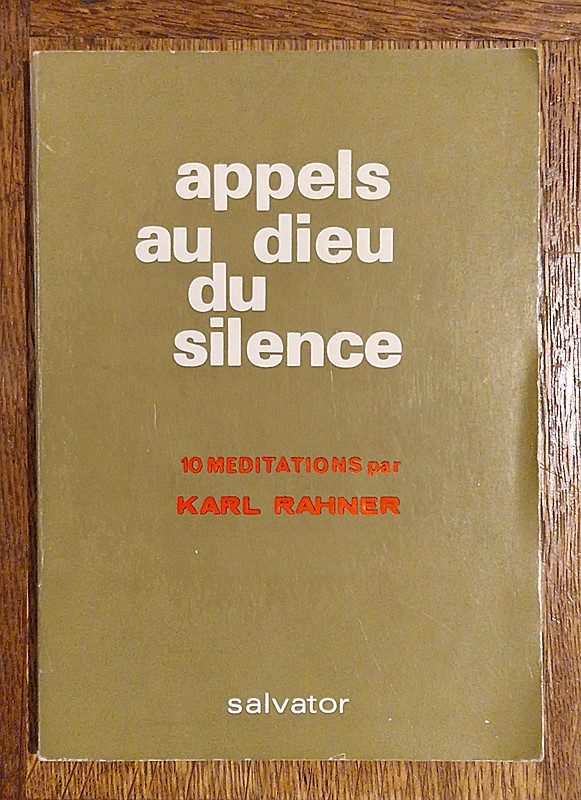 appels
au dieu
du
silence
10 MEDITATIONS par
KARL RAHNER
salvator